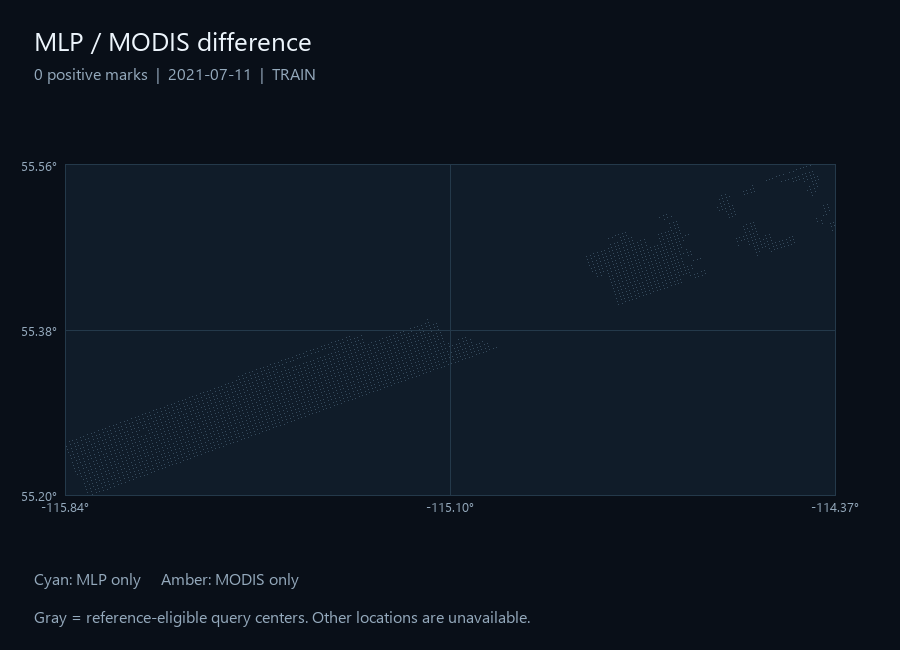 MLP / MODIS difference
0 positive marks | 2021-07-11 | TRAIN
55.56°
55.38°
55.20°
-115.84°
-115.10°
-114.37°
Cyan: MLP only Amber: MODIS only
Gray = reference-eligible query centers. Other locations are unavailable.